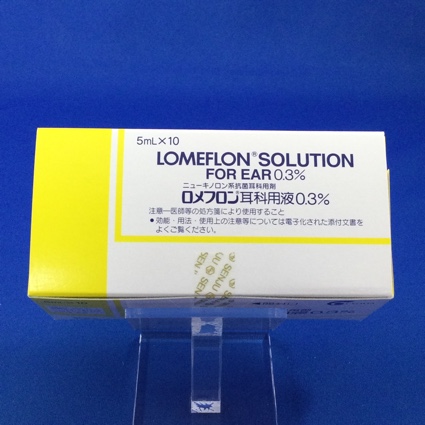 5mL×10
LOMEFLON® SOLUTION
FOR EAR 0.3%
ニューキノロン系抗菌耳科用剤
ロメフロン®耳科用液0.3%
注意—医師等の処方箋により使用すること
●効能・用法・使用上の注意等については電子化された添付文書を
よくご覧ください。
SENJU
SENJU
0.3%